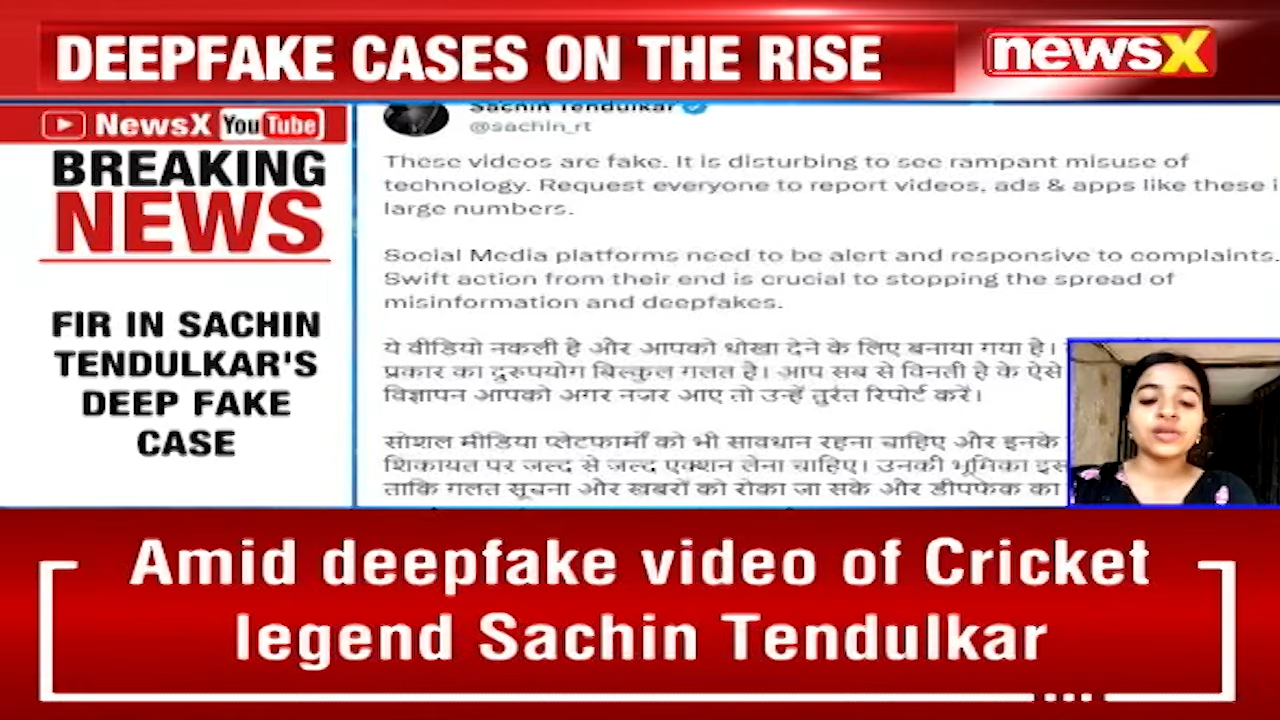 DEEPFAKE CASES ON THE RISE
newsX
NewsX YouTube
BREAKING
NEWS
FIR IN SACHIN
TENDULKAR'S
DEEP FAKE
CASE
Sachin Tendulkar
@sachin_rt
These videos are fake. It is disturbing to see rampant misuse of
technology. Request everyone to report videos, ads & apps like these i
large numbers.
Social Media platforms need to be alert and responsive to complaints.
Swift action from their end is crucial to stopping the spread of
misinformation and deepfakes.
ये वीडियो नकली है और आपको धोखा देने के लिए बनाया गया है।
प्रकार का दुरुपयोग बिल्कुल गलत है। आप सब से विनती है के ऐसे
विज्ञापन आपको अगर नजर आए तो उन्हें तुरंत रिपोर्ट करें।
सोशल मीडिया प्लेटफार्मों को भी सावधान रहना चाहिए और इनके
शिकायत पर जल्द से जल्द एक्शन लेना चाहिए। उनकी भूमिका इस
ताकि गलत सूचना और खबरों को रोका जा सके और डीपफेक का
Amid deepfake video of Cricket
legend Sachin Tendulkar